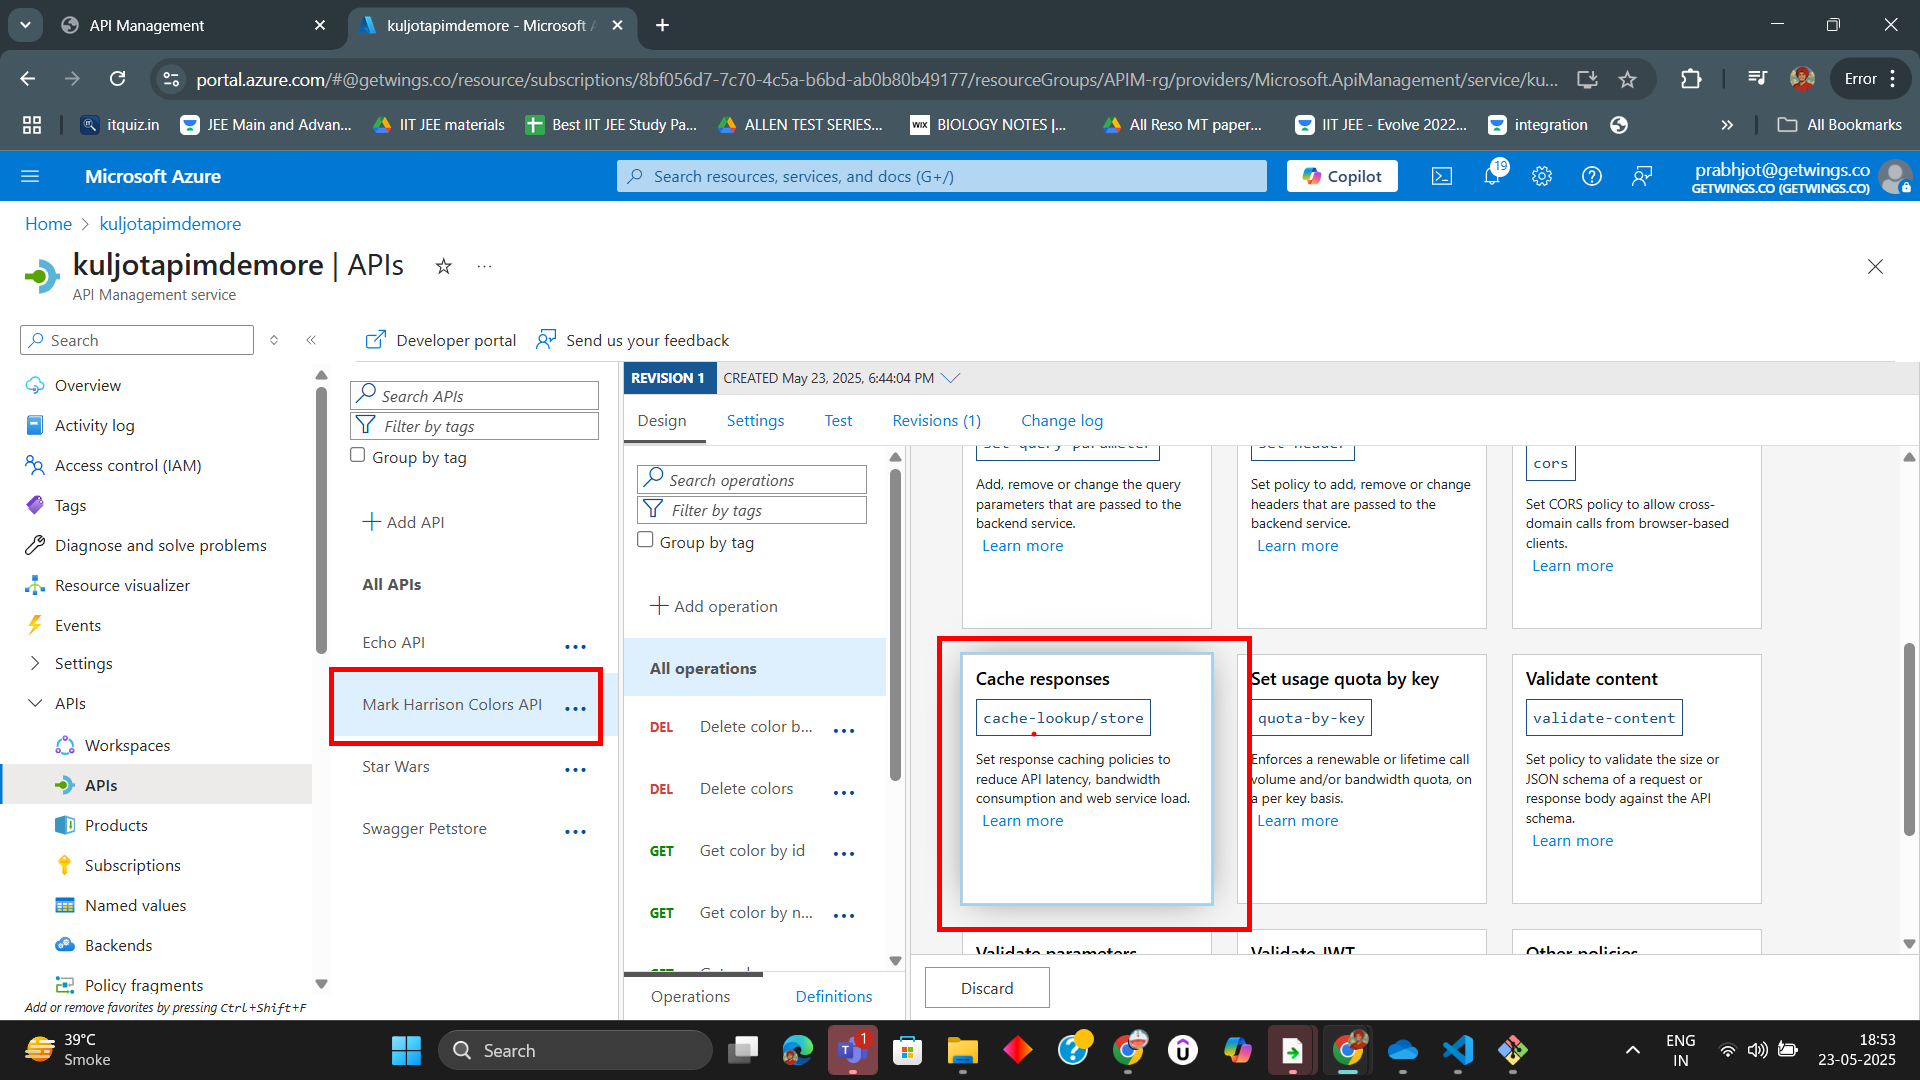 API Management
kuljotapimdemore - Microsoft A
portal.azure.com/#@getwings.co/resource/subscriptions/8bf056d7-7c70-4c5a-b6bd-ab0b80b49177/resourceGroups/APIM-rg/providers/Microsoft.ApiManagement/service/ku...
Error
itquiz.in
JEE Main and Advan...
IIT JEE materials
Best IIT JEE Study Pa...
ALLEN TEST SERIES...
WIX
BIOLOGY NOTES |...
All Reso MT paper...
IIT JEE - Evolve 2022...
integration
All Bookmarks
Microsoft Azure
Search resources, services, and docs (G+/)
Copilot
19
prabhjot@getwings.co
GETWINGS.CO (GETWINGS.CO)
Home > kuljotapimdemore
kuljotapimdemore | APIs
API Management service
Search
Overview
Activity log
Access control (IAM)
Tags
Diagnose and solve problems
Resource visualizer
Events
Settings
APIs
Workspaces
APIs
Products
Subscriptions
Named values
Backends
Policy fragments
Add or remove favorites by pressing Ctrl+Shift+F
Developer portal
Send us your feedback
Search APIs
Filter by tags
Group by tag
Add API
All APIs
Echo API
Mark Harrison Colors API
Star Wars
Swagger Petstore
REVISION 1
CREATED May 23, 2025, 6:44:04 PM
Design
Settings
Test
Revisions (1)
Change log
Search operations
Filter by tags
Group by tag
Add operation
All operations
DEL Delete color b...
DEL Delete colors
GET Get color by id
GET Get color by n...
Operations
Definitions
set-query-parameter
Add, remove or change the query
parameters that are passed to the
backend service.
Learn more
set-header
Set policy to add, remove or change
headers that are passed to the
backend service.
Learn more
cors
Set CORS policy to allow cross-
domain calls from browser-based
clients.
Learn more
Cache responses
cache-lookup/store
Set response caching policies to
reduce API latency, bandwidth
consumption and web service load.
Learn more
Set usage quota by key
quota-by-key
Enforces a renewable or lifetime call
volume and/or bandwidth quota, on
a per key basis.
Learn more
Validate content
validate-content
Set policy to validate the size or
JSON schema of a request or
response body against the API
schema.
Learn more
Validate parameters
Validate JWT
Other policies
Discard
39°C
Smoke
Search
1
ENG
IN
18:53
23-05-2025